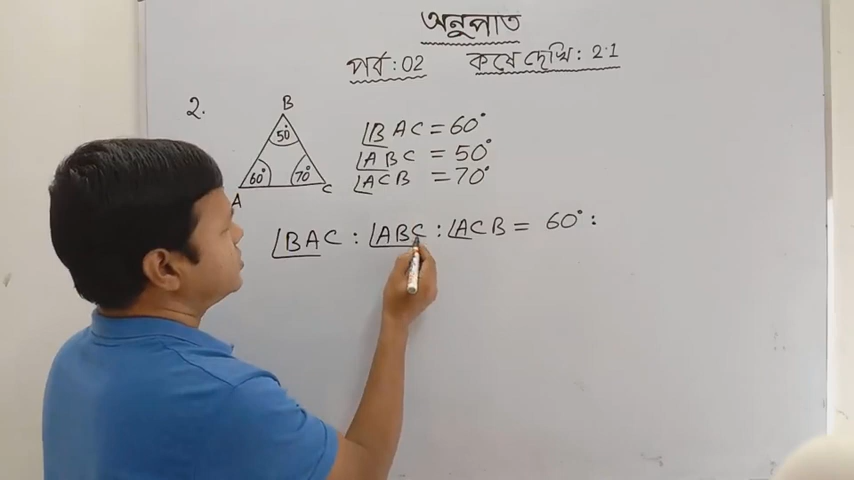 অনুপাত
পর্ব : 02 কষে দেখি : 2.1
2.
B
50°
60° 70°
A C
∠BAC = 60°
∠ABC = 50°
∠ACB = 70°
∠BAC : ∠ABC : ∠ACB = 60° :